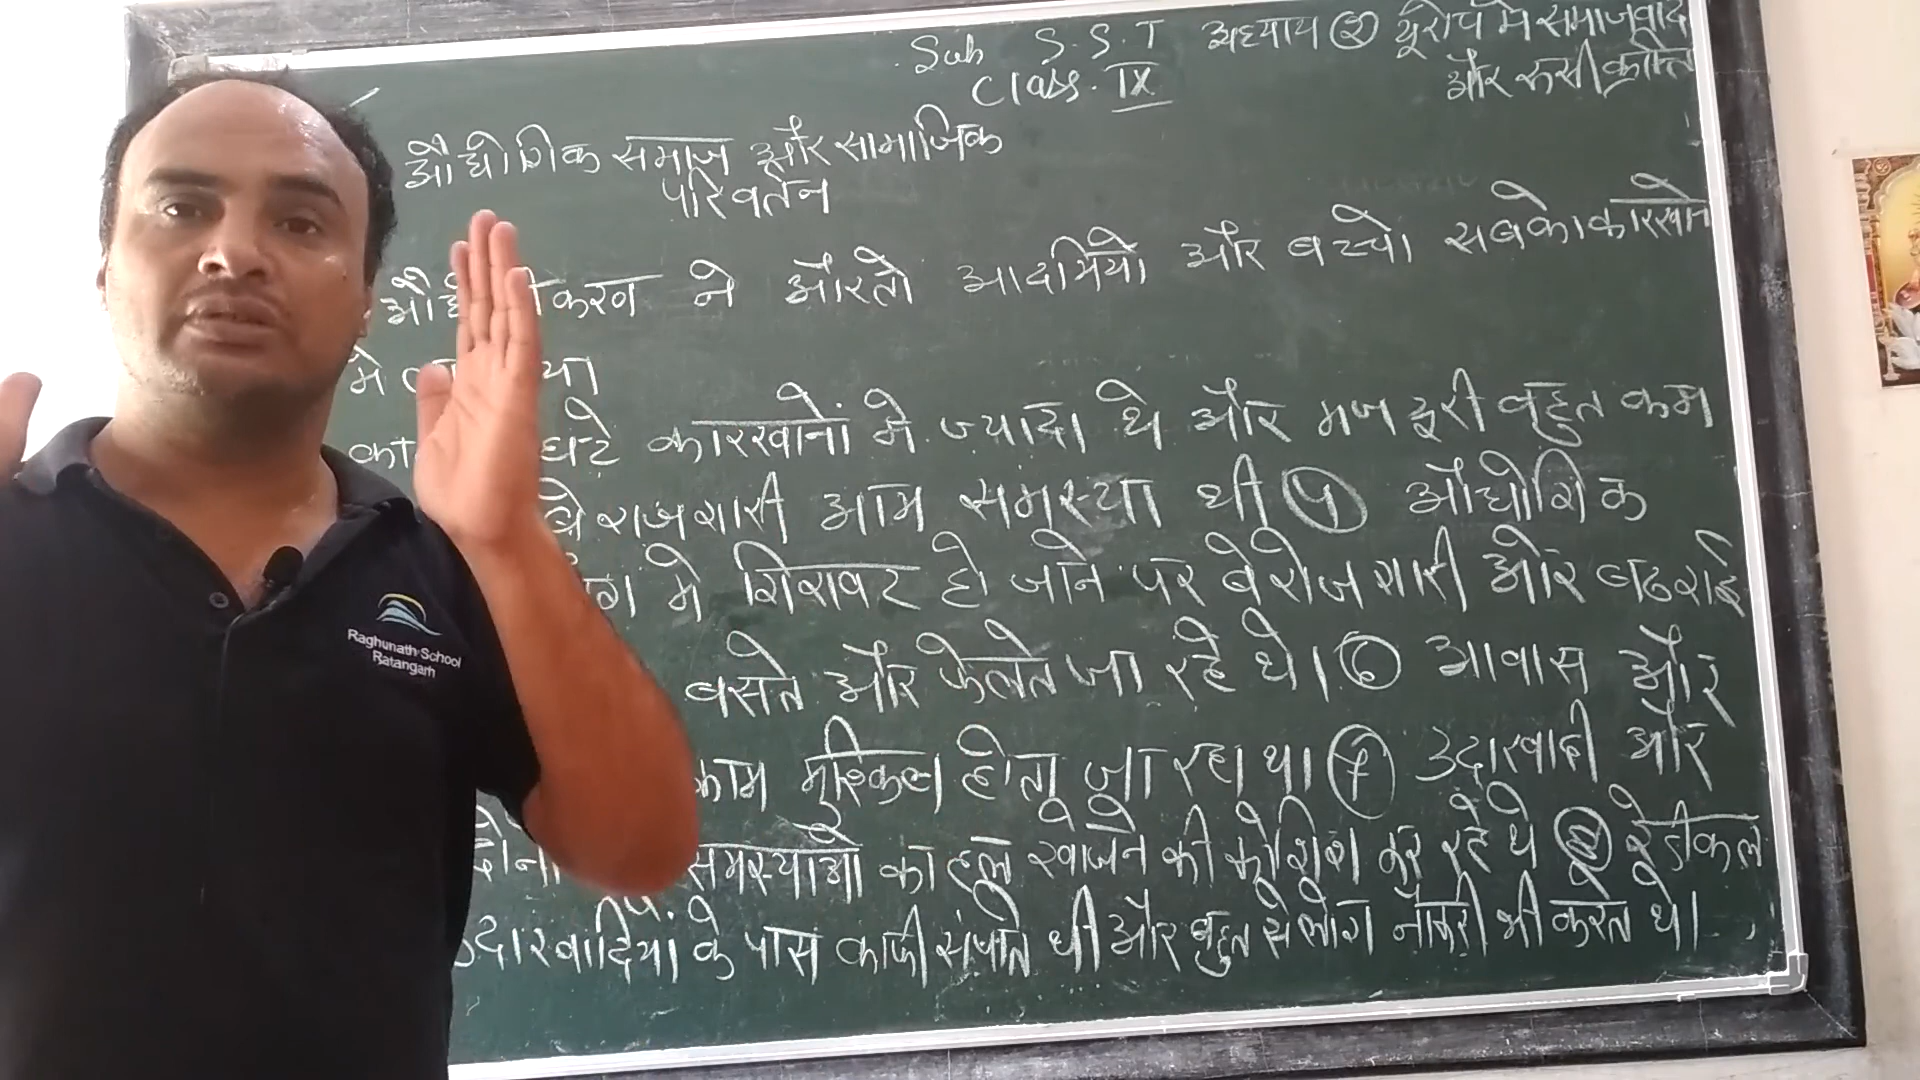 Sub S.S.T अध्याय ② यूरोप मे समाजवाद
Class. IX और रुसी क्रान्ति
औद्योगिक समाज और सामाजिक
परिवर्तन
ने औरतो आदमियो और बच्चो सबको कारखाने
मे
घंटे कारखानों मे ज्यादा थे और मजदूरी बहुत कम
बेरोजगारी आम समस्या थी ⑤ औद्योगिक
मे गिरावट हो जाने पर बेरोजगारी और बढ
बसते और फैलते जा रहे थे। ⑥ आवास और
काम मुश्किल होता जा रहा था ⑦ उदारवादी और
दोनो समस्याओ का हल खोजने की कोशिश कर रहे थे ⑧ रेडीकल
उदारवादियो के पास काफी संपति थी और बहुत से लोग नौकरी भी करते थे।
Raghunath School
Ratangarh